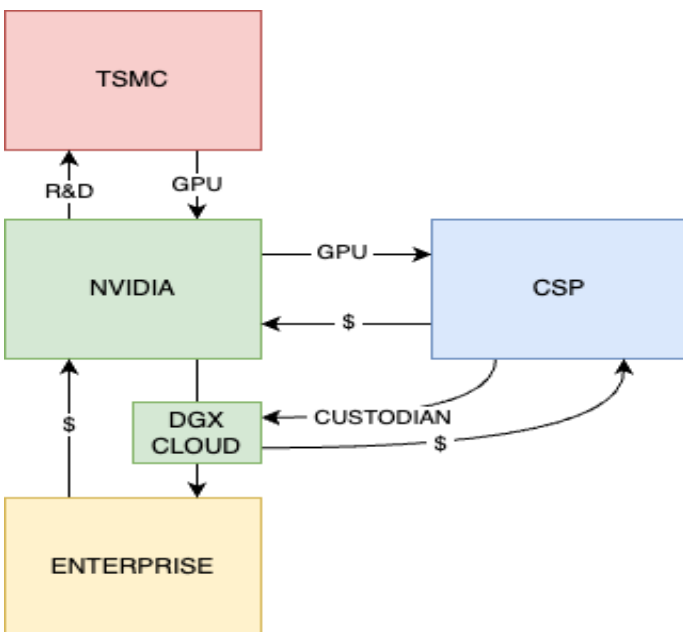 TSMC
R&D
GPU
NVIDIA
GPU
CSP
$
$
DGX
CLOUD
CUSTODIAN
$
ENTERPRISE